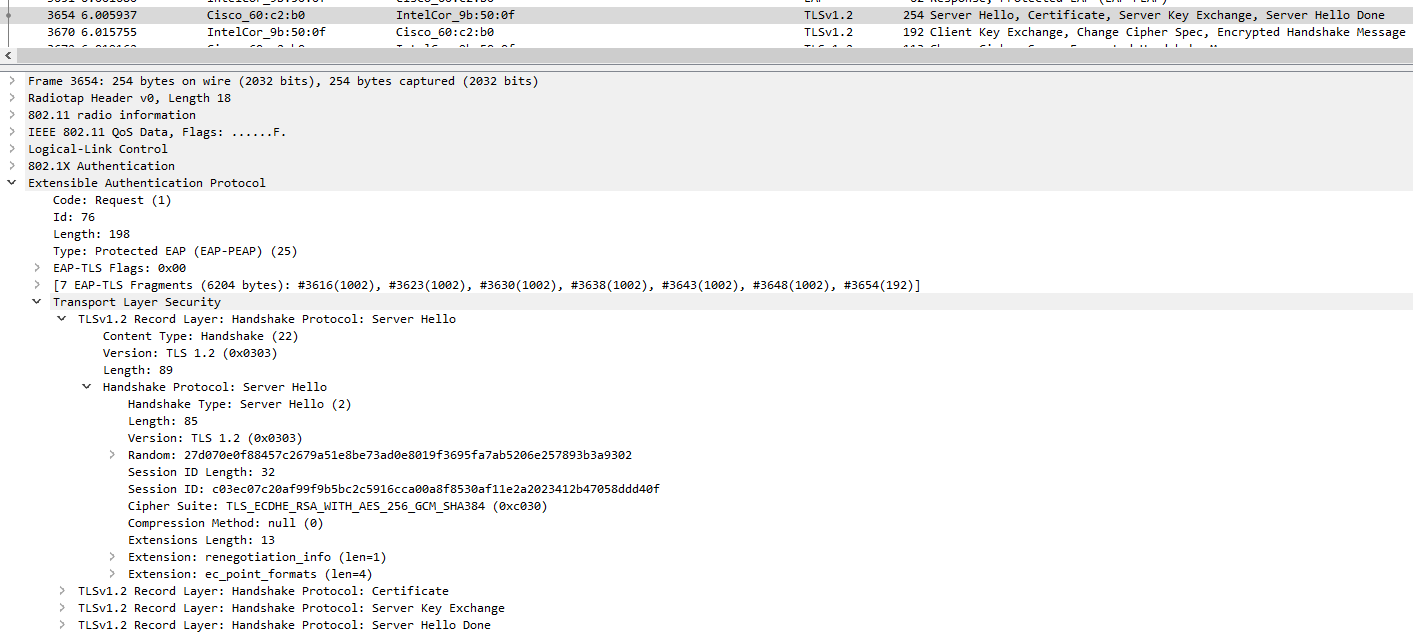 3654 6.005937 Cisco_60:c2:b0 IntelCor_9b:50:0f TLSv1.2 254 Server Hello, Certificate, Server Key Exchange, Server Hello Done
3670 6.015755 IntelCor_9b:50:0f Cisco_60:c2:b0 TLSv1.2 192 Client Key Exchange, Change Cipher Spec, Encrypted Handshake Message
Frame 3654: 254 bytes on wire (2032 bits), 254 bytes captured (2032 bits)
Radiotap Header v0, Length 18
802.11 radio information
IEEE 802.11 QoS Data, Flags: ......F.
Logical-Link Control
802.1X Authentication
Extensible Authentication Protocol
Code: Request (1)
Id: 76
Length: 198
Type: Protected EAP (EAP-PEAP) (25)
EAP-TLS Flags: 0x00
[7 EAP-TLS Fragments (6204 bytes): #3616(1002), #3623(1002), #3630(1002), #3638(1002), #3643(1002), #3648(1002), #3654(192)]
Transport Layer Security
TLSv1.2 Record Layer: Handshake Protocol: Server Hello
Content Type: Handshake (22)
Version: TLS 1.2 (0x0303)
Length: 89
Handshake Protocol: Server Hello
Handshake Type: Server Hello (2)
Length: 85
Version: TLS 1.2 (0x0303)
Random: 27d070e0f88457c2679a51e8be73ad0e8019f3695fa7ab5206e257893b3a9302
Session ID Length: 32
Session ID: c03ec07c20af99f9b5bc2c5916cca00a8f8530af11e2a2023412b47058ddd40f
Cipher Suite: TLS_ECDHE_RSA_WITH_AES_256_GCM_SHA384 (0xc030)
Compression Method: null (0)
Extensions Length: 13
Extension: renegotiation_info (len=1)
Extension: ec_point_formats (len=4)
TLSv1.2 Record Layer: Handshake Protocol: Certificate
TLSv1.2 Record Layer: Handshake Protocol: Server Key Exchange
TLSv1.2 Record Layer: Handshake Protocol: Server Hello Done